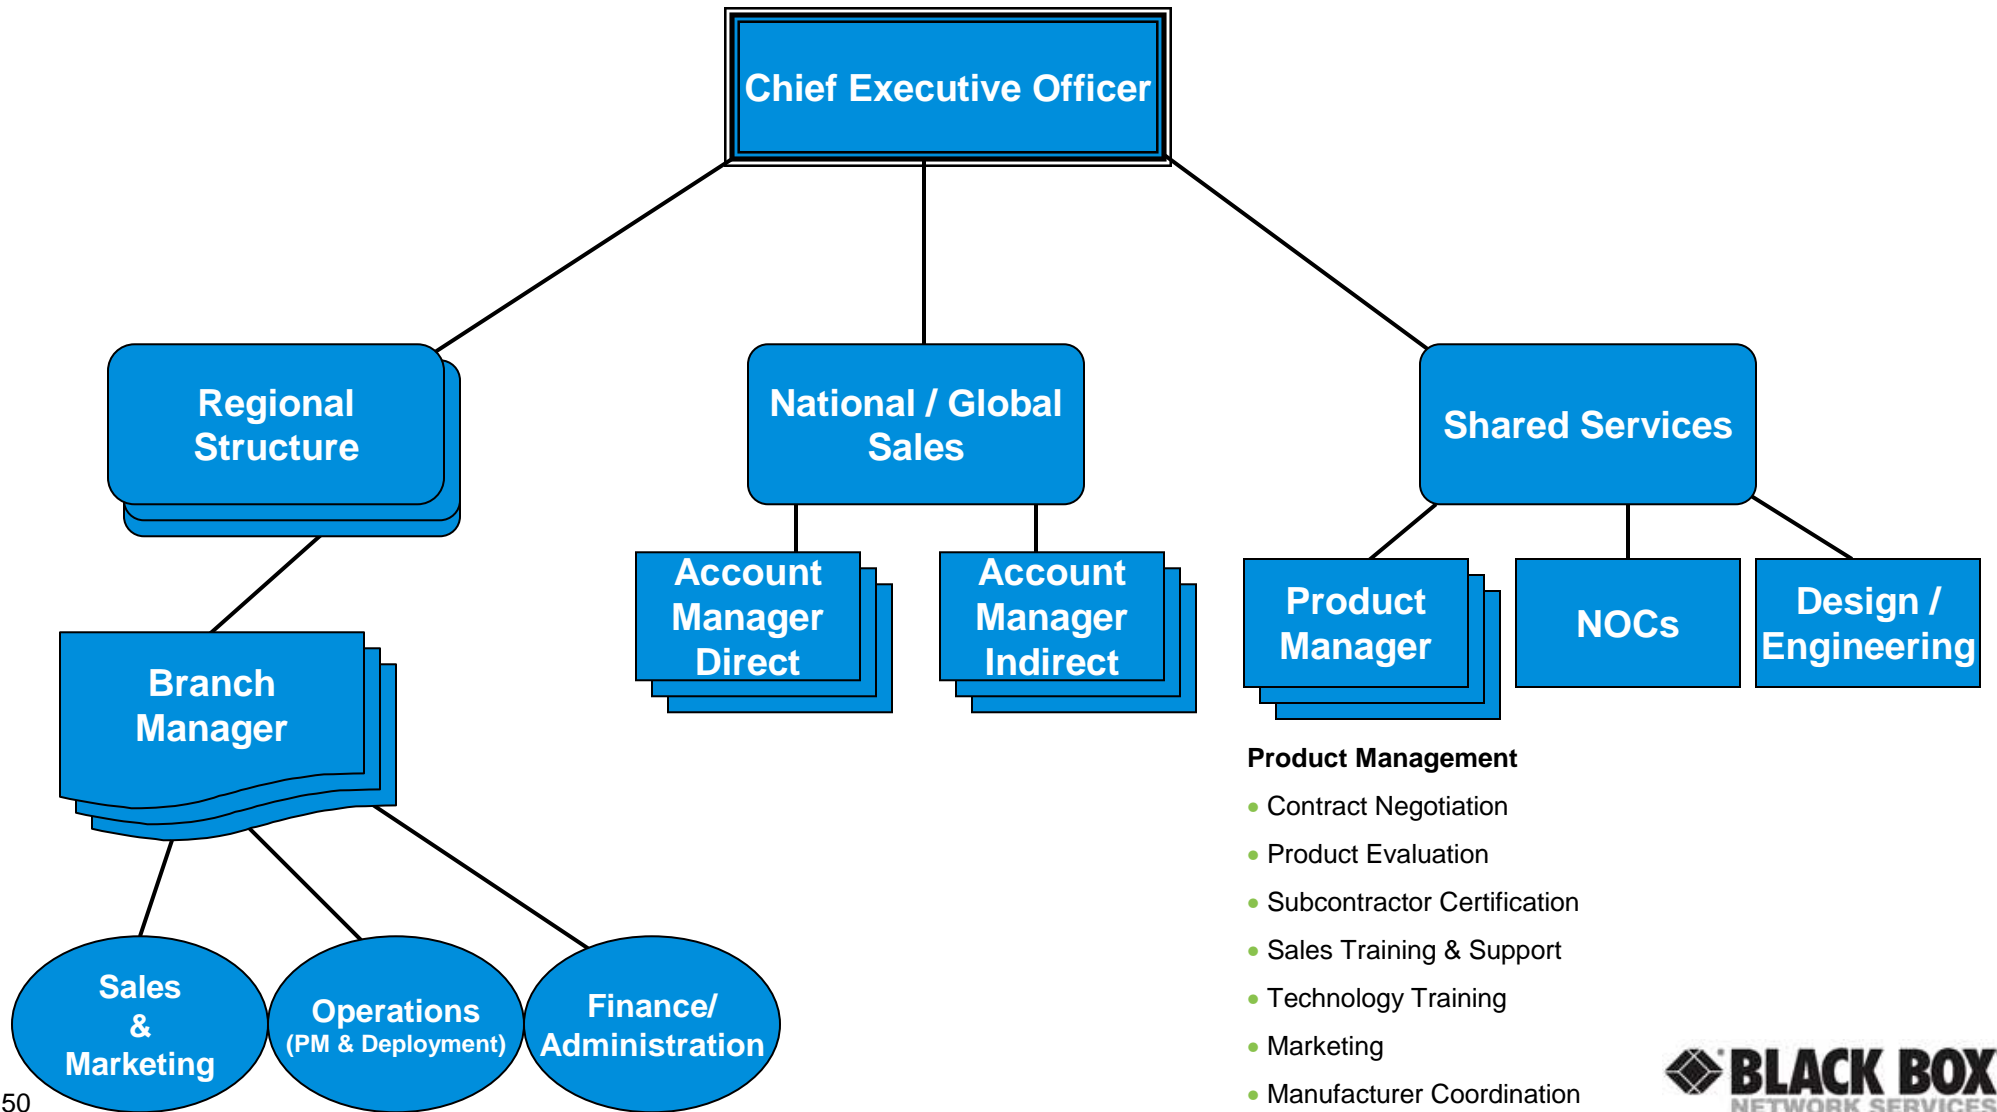 Chief Executive Officer
Regional
Structure
National / Global
Sales
Shared Services
Account
Manager
Direct
Account
Manager
Indirect
Product
Manager
NOCs
Design /
Engineering
Branch
Manager
Product Management
• Contract Negotiation
• Product Evaluation
• Subcontractor Certification
• Sales Training & Support
• Technology Training
• Marketing
• Manufacturer Coordination
Sales
&
Marketing
Operations
(PM & Deployment)
Finance/
Administration
50
BLACK BOX
NETWORK SERVICES